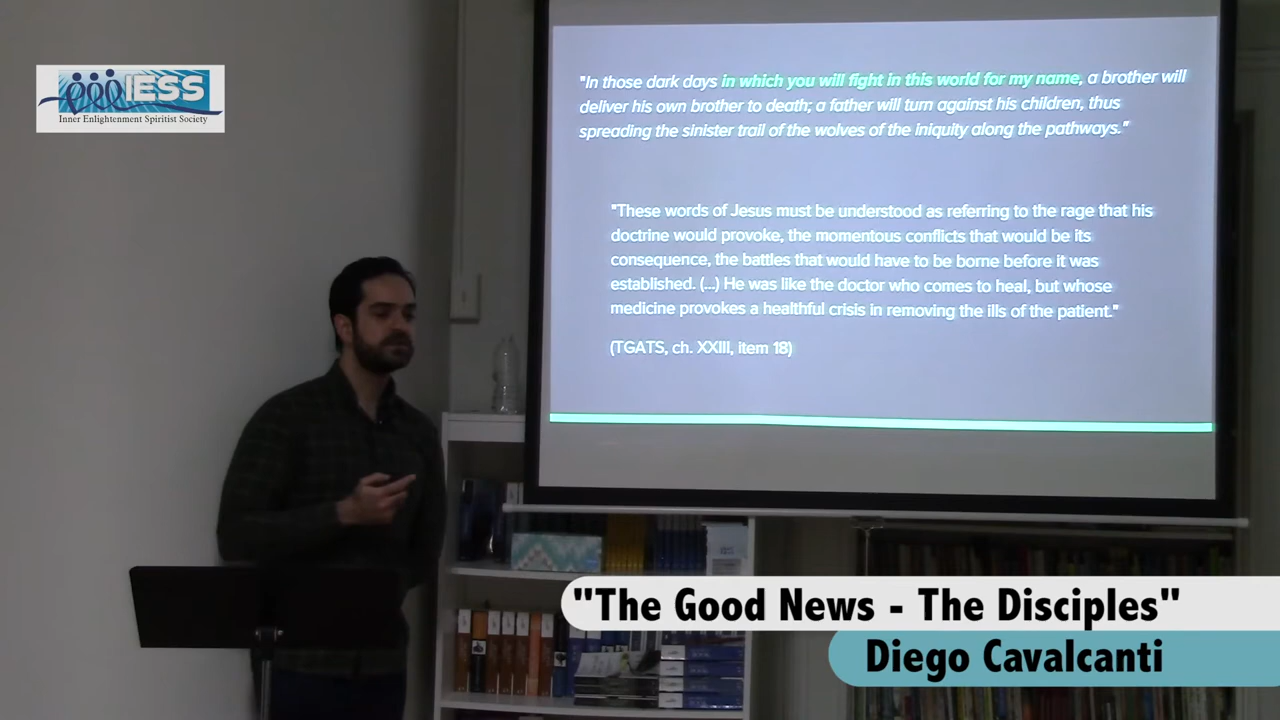 IESS
Inner Enlightenment Spiritist Society
"In those dark days in which you will fight in this world for my name, a brother will
deliver his own brother to death; a father will turn against his children, thus
spreading the sinister trail of the wolves of the iniquity along the pathways."
"These words of Jesus must be understood as referring to the rage that his
doctrine would provoke, the momentous conflicts that would be its
consequence, the battles that would have to be borne before it was
established. (...) He was like the doctor who comes to heal, but whose
medicine provokes a healthful crisis in removing the ills of the patient."
(TGATS, ch. XXIII, item 18)
"The Good News - The Disciples"
Diego Cavalcanti